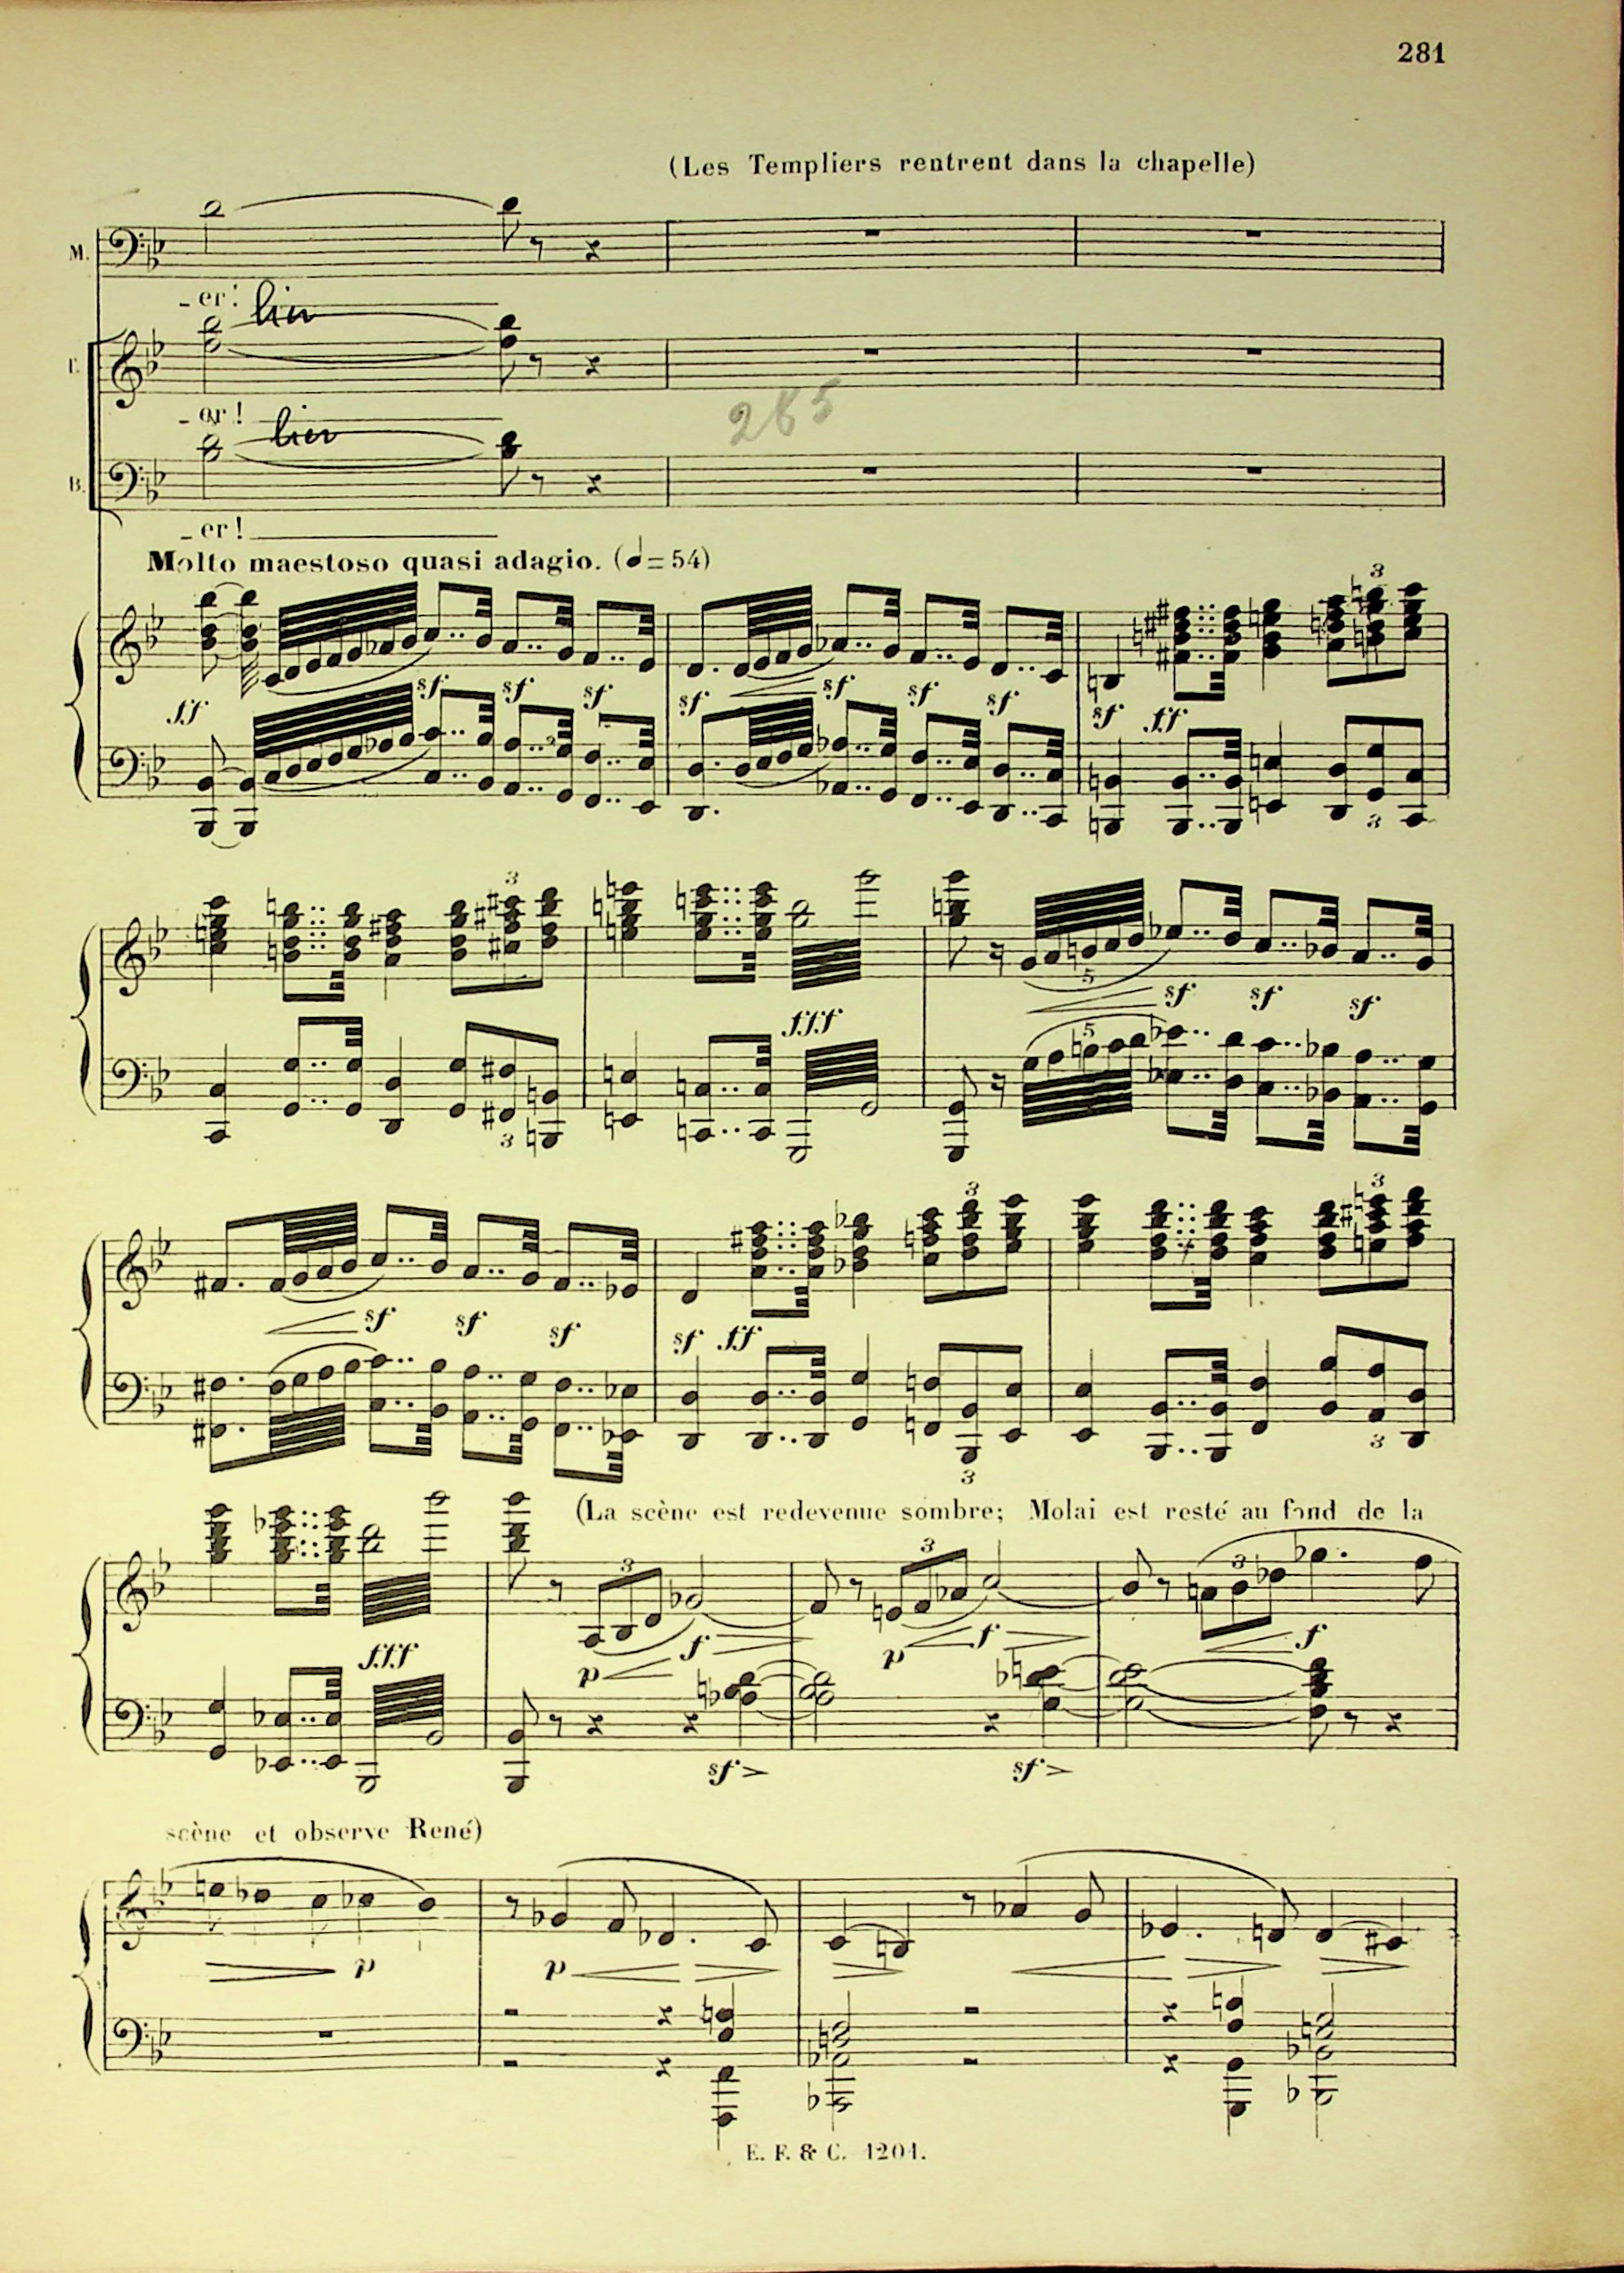 281
(Les Templiers rentrent dans la chapelle)
M.
_er!
lier
T.
_er!
285
lier
B.
_er!
Molto maestoso quasi adagio. (♩=54)
3
ff sf sf sf sf sf sf sf sf ff
3
3
fff 5 sf sf sf
5
3
3 3
sf sf sf sf ff
3
3
(La scène est redevenue sombre; Molai est resté au fond de la
3 3 3
fff p f p f f
sf> sf>
scène et observe René)
p p
E. F. & C. 1201.